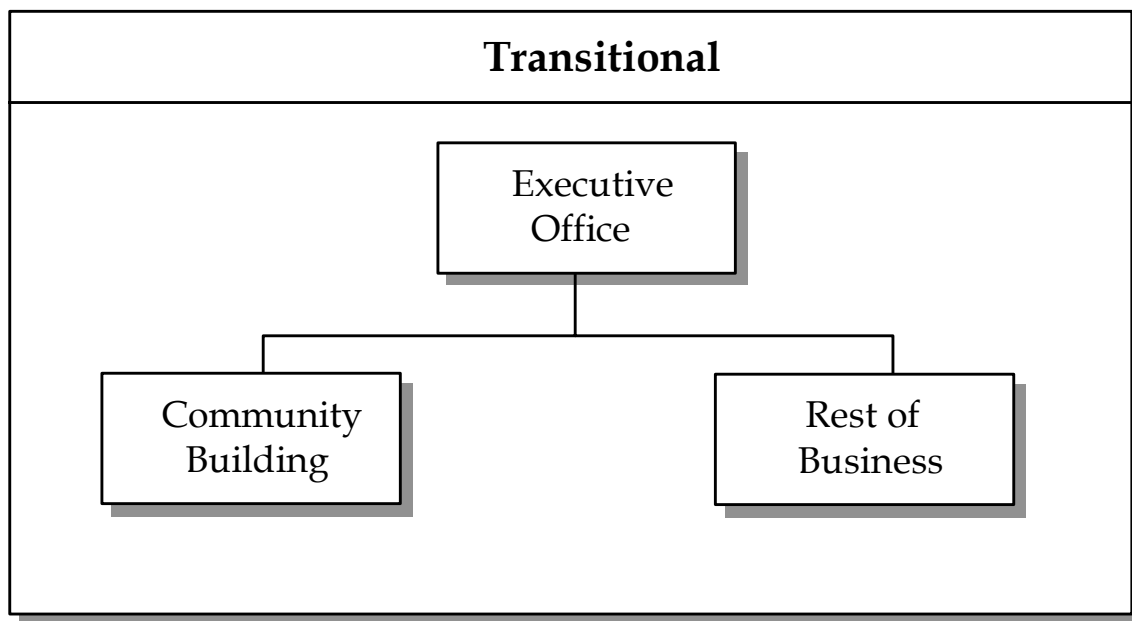 Transitional
Executive
Office
Community
Building
Rest of
Business